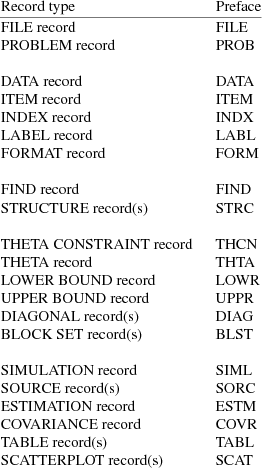 Record type Preface
FILE record FILE
PROBLEM record PROB
DATA record DATA
ITEM record ITEM
INDEX record INDX
LABEL record LABL
FORMAT record FORM
FIND record FIND
STRUCTURE record(s) STRC
THETA CONSTRAINT record THCN
THETA record THTA
LOWER BOUND record LOWR
UPPER BOUND record UPPR
DIAGONAL record(s) DIAG
BLOCK SET record(s) BLST
SIMULATION record SIML
SOURCE record(s) SORC
ESTIMATION record ESTM
COVARIANCE record COVR
TABLE record(s) TABL
SCATTERPLOT record(s) SCAT